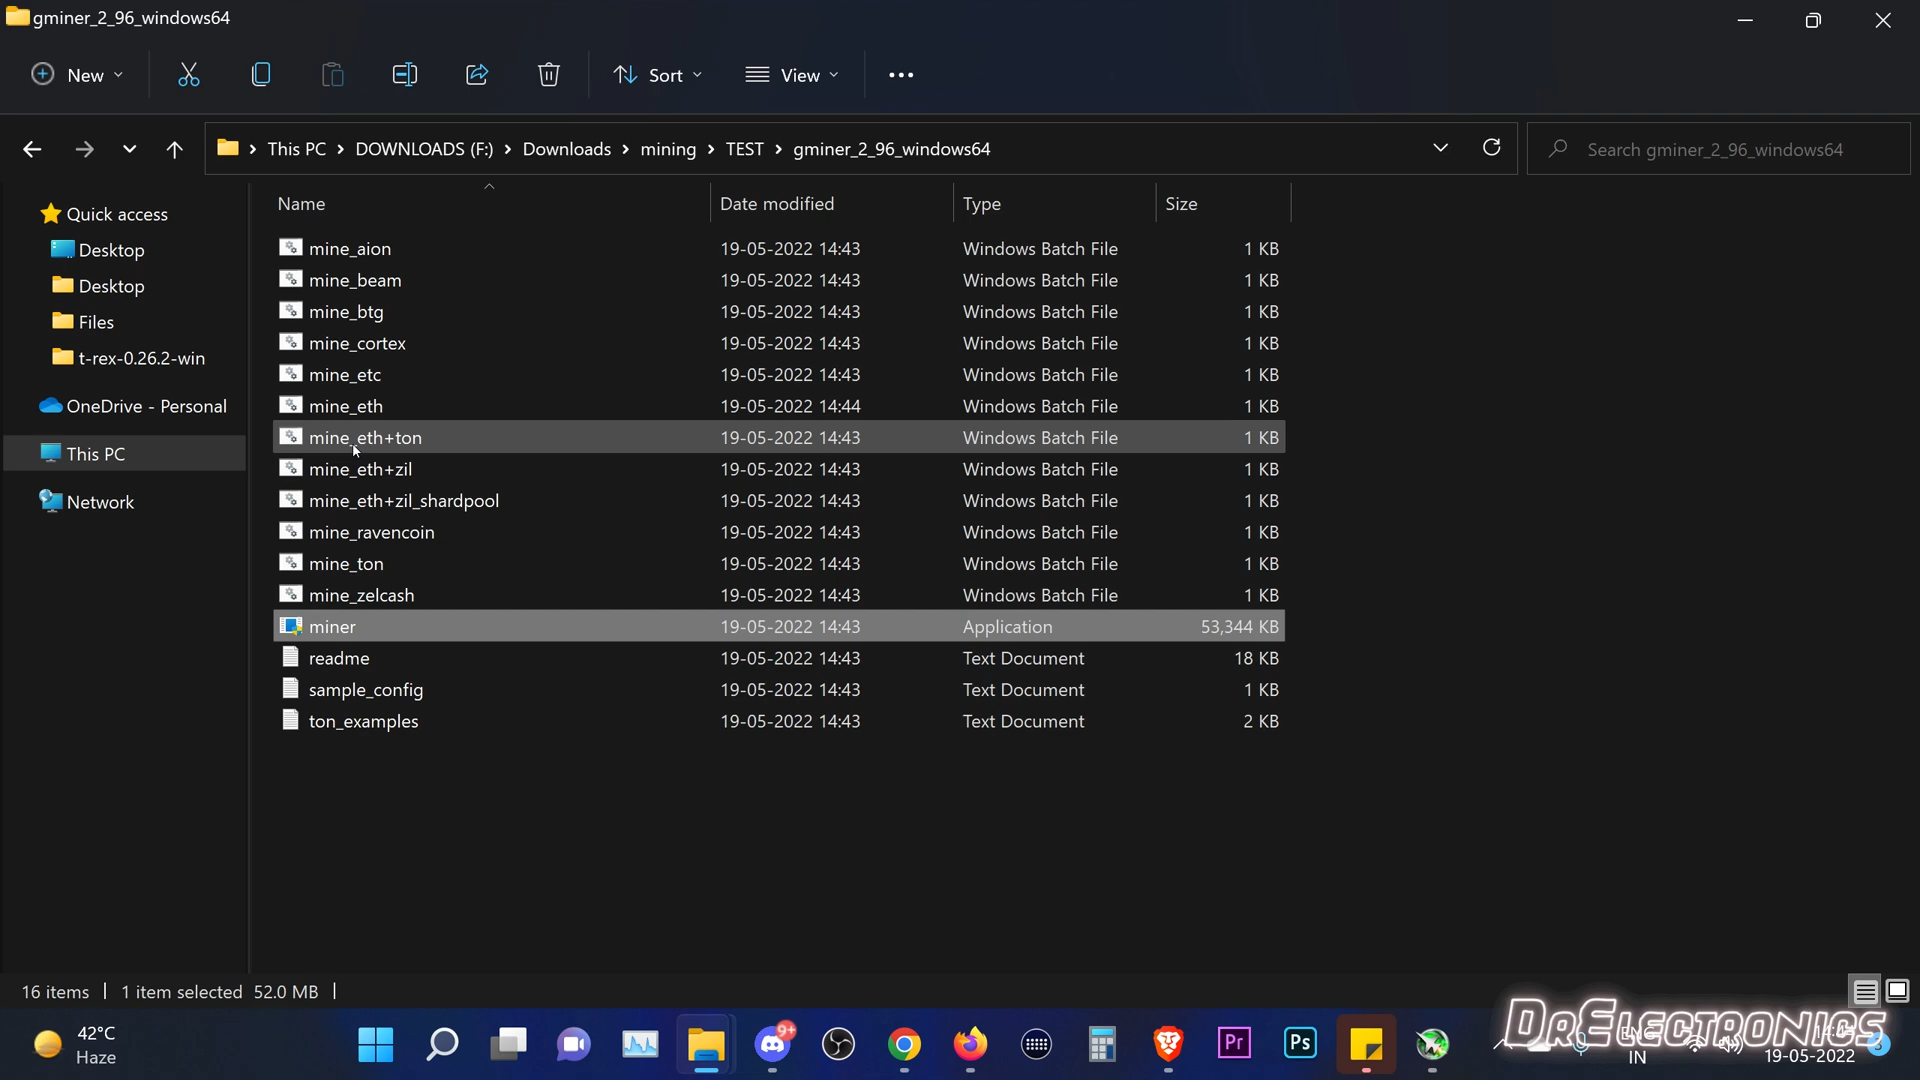 gminer_2_96_windows64
New
Sort
View
This PC
DOWNLOADS (F:)
Downloads
mining
TEST
gminer_2_96_windows64
Search gminer_2_96_windows64
Quick access
Desktop
Desktop
Files
t-rex-0.26.2-win
OneDrive - Personal
This PC
Network
Name Date modified Type Size
mine_aion 19-05-2022 14:43 Windows Batch File 1 KB
mine_beam 19-05-2022 14:43 Windows Batch File 1 KB
mine_btg 19-05-2022 14:43 Windows Batch File 1 KB
mine_cortex 19-05-2022 14:43 Windows Batch File 1 KB
mine_etc 19-05-2022 14:43 Windows Batch File 1 KB
mine_eth 19-05-2022 14:44 Windows Batch File 1 KB
mine_eth+ton 19-05-2022 14:43 Windows Batch File 1 KB
mine_eth+zil 19-05-2022 14:43 Windows Batch File 1 KB
mine_eth+zil_shardpool 19-05-2022 14:43 Windows Batch File 1 KB
mine_ravencoin 19-05-2022 14:43 Windows Batch File 1 KB
mine_ton 19-05-2022 14:43 Windows Batch File 1 KB
mine_zelcash 19-05-2022 14:43 Windows Batch File 1 KB
miner 19-05-2022 14:43 Application 53,344 KB
readme 19-05-2022 14:43 Text Document 18 KB
sample_config 19-05-2022 14:43 Text Document 1 KB
ton_examples 19-05-2022 14:43 Text Document 2 KB
16 items 1 item selected 52.0 MB
42°C
Haze
9+
Pr
Ps
DrElectronics
ENG
IN
19-05-2022
3